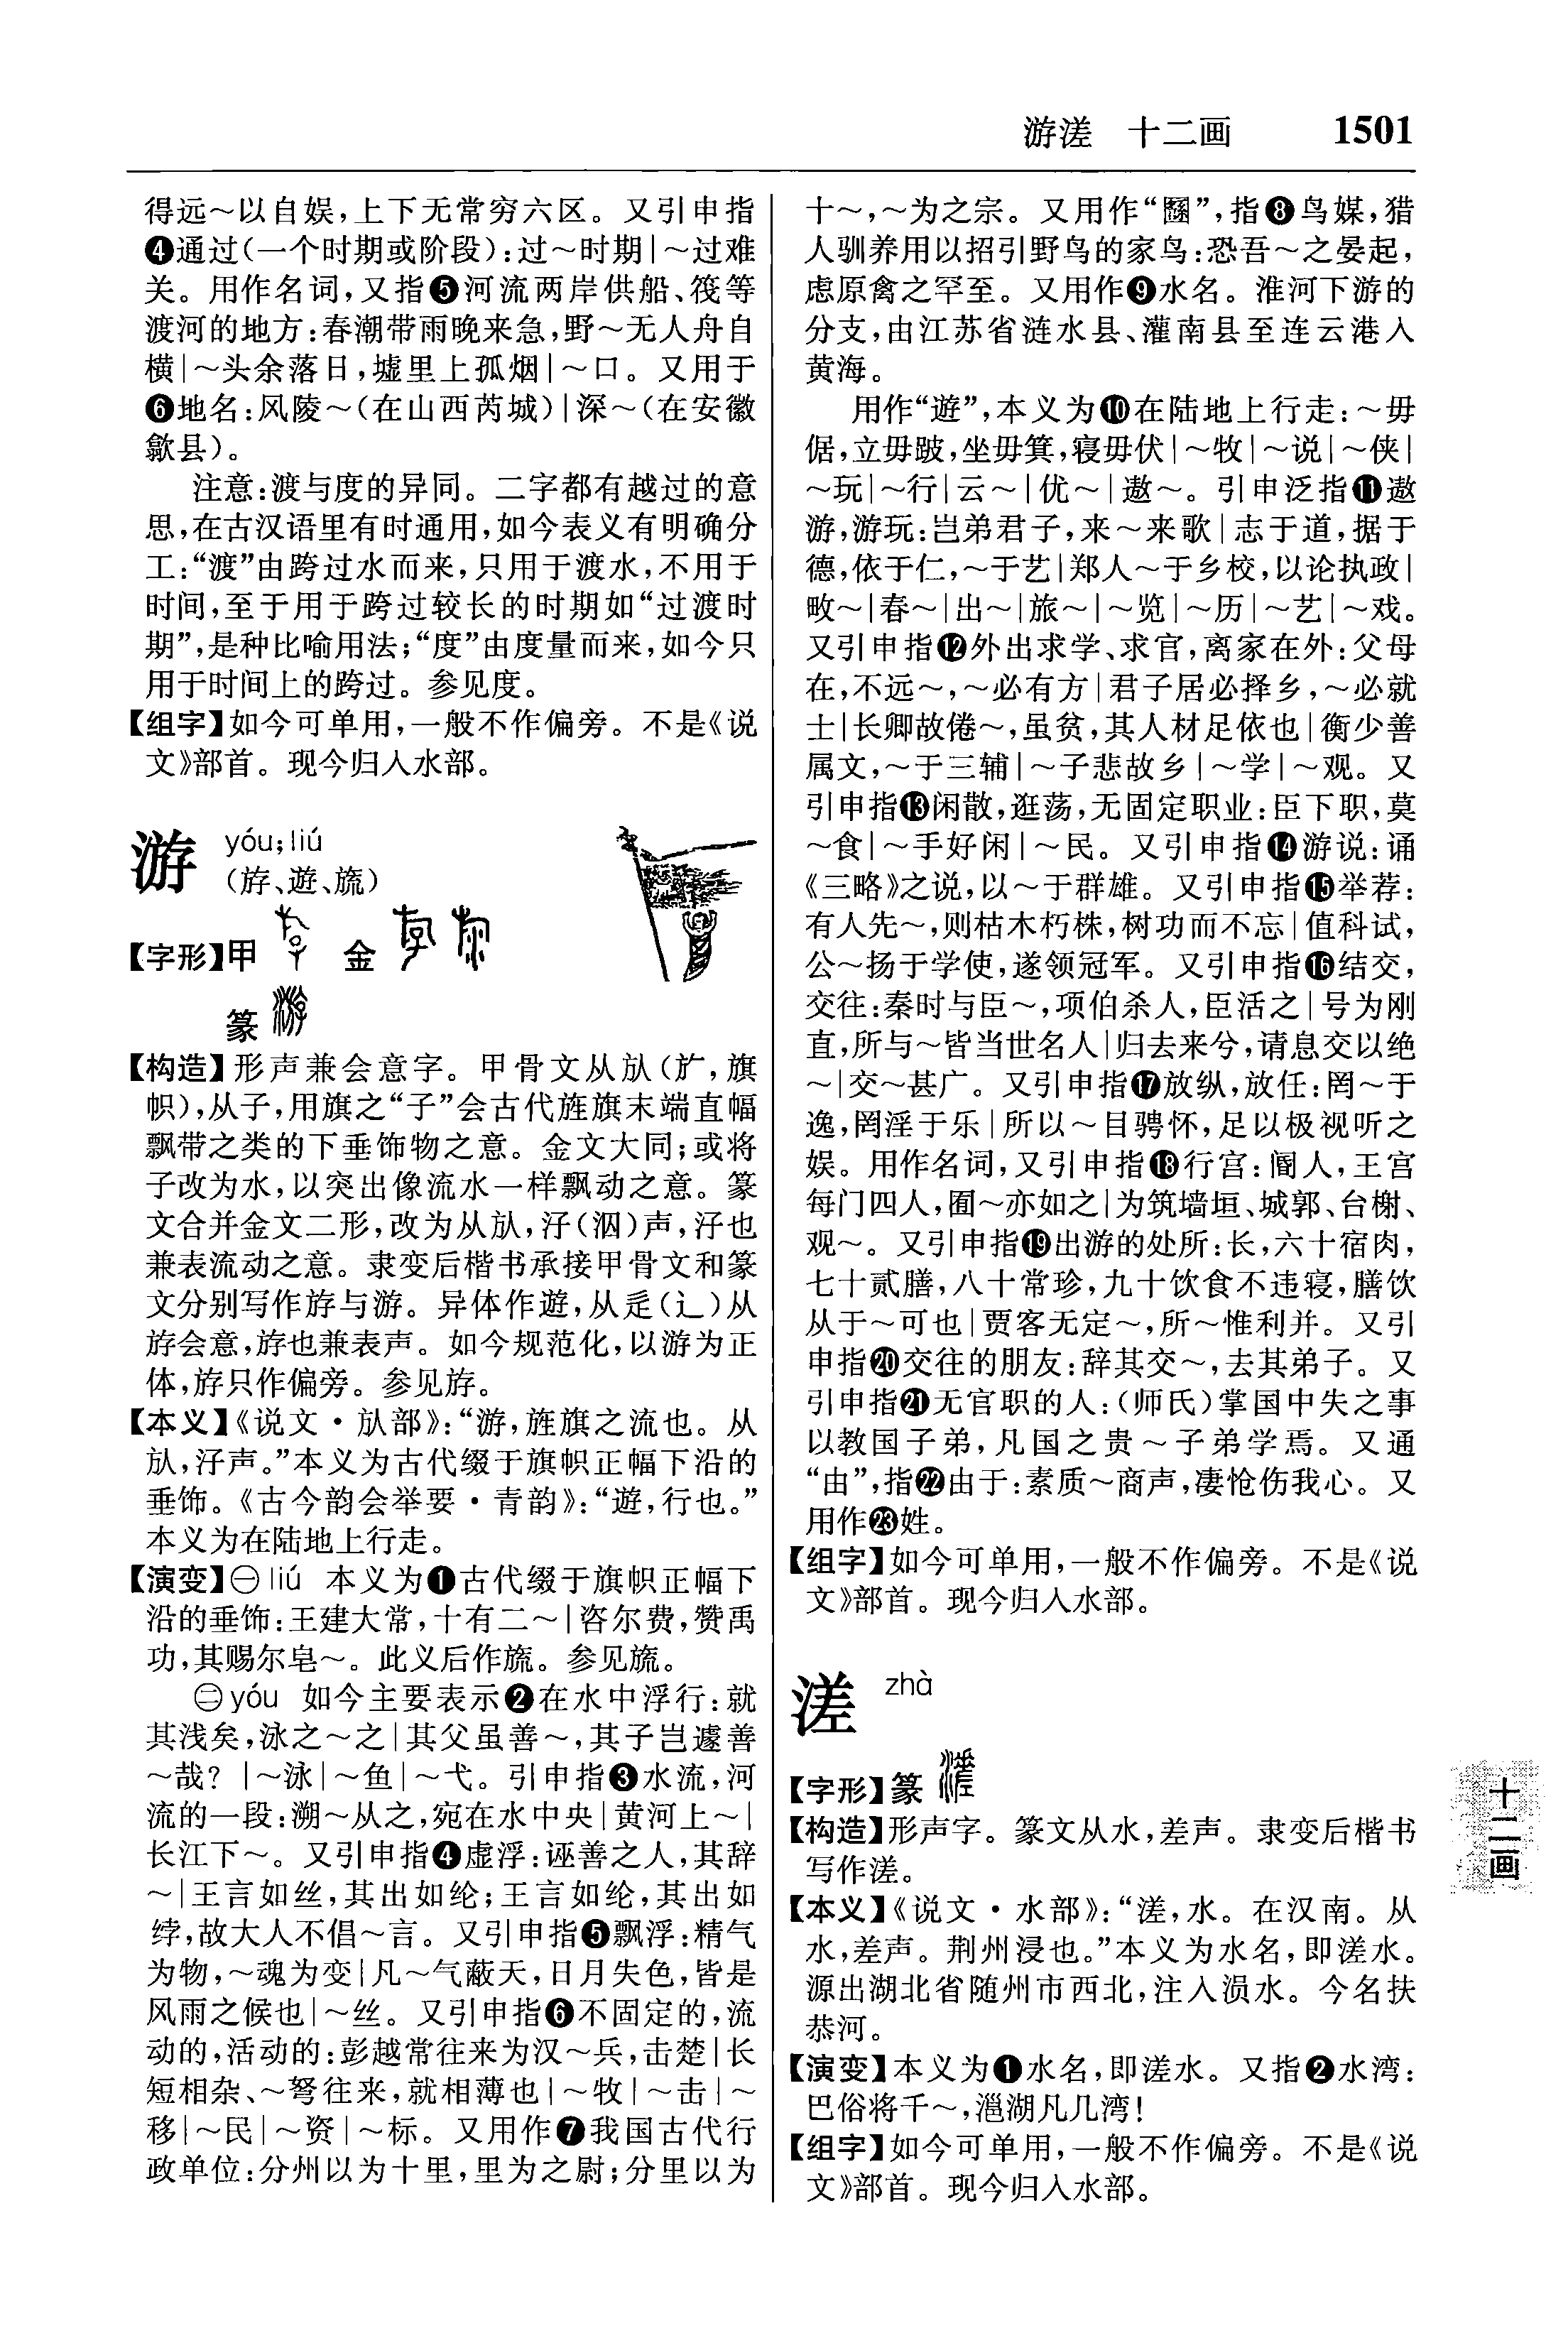 游溠　十二画　1501
得远～以自娱，上下无常穷六区。又引申指
❹通过（一个时期或阶段）：过～时期｜～过难
关。用作名词，又指❺河流两岸供船、筏等
渡河的地方：春潮带雨晚来急，野～无人舟自
横｜～头余落日，墟里上孤烟｜～口。又用于
❻地名：风陵～（在山西芮城）｜深～（在安徽
歙县）。
注意：渡与度的异同。二字都有越过的意
思，在古汉语里有时通用，如今表义有明确分
工：“渡”由跨过水而来，只用于渡水，不用于
时间，至于用于跨过较长的时期如“过渡时
期”，是种比喻用法；“度”由度量而来，如今只
用于时间上的跨过。参见度。
【组字】如今可单用，一般不作偏旁。不是《说
文》部首。现今归入水部。
游　yóu；liú
（斿、遊、旒）
【字形】甲　金
篆
【构造】形声兼会意字。甲骨文从㫃（㫃，旗
帜），从子，用旗之“子”会古代旌旗末端直幅
飘带之类的下垂饰物之意。金文大同；或将
子改为水，以突出像流水一样飘动之意。篆
文合并金文二形，改为从㫃，汓（泅）声，汓也
兼表流动之意。隶变后楷书承接甲骨文和篆
文分别写作斿与游。异体作遊，从辵（辶）从
斿会意，斿也兼表声。如今规范化，以游为正
体，斿只作偏旁。参见斿。
【本义】《说文·㫃部》：“游，旌旗之流也。从
㫃，汓声。”本义为古代缀于旗帜正幅下沿的
垂饰。《古今韵会举要·青韵》：“遊，行也。”
本义为在陆地上行走。
【演变】㊀liú　本义为❶古代缀于旗帜正幅下
沿的垂饰：王建大常，十有二～｜咨尔费，赞禹
功，其赐尔皂～。此义后作旒。参见旒。
㊁yóu　如今主要表示❷在水中浮行：就
其浅矣，泳之～之｜其父虽善～，其子岂遽善
～哉？｜～泳｜～鱼｜～弋。引申指❸水流，河
流的一段：溯～从之，宛在水中央｜黄河上～｜
长江下～。又引申指❹虚浮：诬善之人，其辞
～｜王言如丝，其出如纶；王言如纶，其出如
綍，故大人不倡～言。又引申指❺飘浮：精气
为物，～魂为变｜凡～气蔽天，日月失色，皆是
风雨之候也｜～丝。又引申指❻不固定的，流
动的，活动的：彭越常往来为汉～兵，击楚｜长
短相杂、～弩往来，就相薄也｜～牧｜～击｜～
移｜～民｜～资｜～标。又用作❼我国古代行
政单位：分州以为十里，里为之尉；分里以为
十～，～为之宗。又用作“圝”，指❽鸟媒，猎
人驯养用以招引野鸟的家鸟：恐吾～之晏起，
虑原禽之罕至。又用作❾水名。淮河下游的
分支，由江苏省涟水县、灌南县至连云港入
黄海。
用作“遊”，本义为❿在陆地上行走：～毋
倨，立毋跛，坐毋箕，寝毋伏｜～牧｜～说｜～侠｜
～玩｜～行｜云～｜优～｜遨～。引申泛指⓫遨
游，游玩：岂弟君子，来～来歌｜志于道，据于
德，依于仁，～于艺｜郑人～于乡校，以论执政｜
畋～｜春～｜出～｜旅～｜～览｜～历｜～艺｜～戏。
又引申指⓬外出求学、求官，离家在外：父母
在，不远～，～必有方｜君子居必择乡，～必就
士｜长卿故倦～，虽贫，其人材足依也｜衡少善
属文，～于三辅｜～子悲故乡｜～学｜～观。又
引申指⓭闲散，逛荡，无固定职业：臣下职，莫
～食｜～手好闲｜～民。又引申指⓮游说：诵
《三略》之说，以～于群雄。又引申指⓯举荐：
有人先～，则枯木朽株，树功而不忘｜值科试，
公～扬于学使，遂领冠军。又引申指⓰结交，
交往：秦时与臣～，项伯杀人，臣活之｜号为刚
直，所与～皆当世名人｜归去来兮，请息交以绝
～｜交～甚广。又引申指⓱放纵，放任：罔～于
逸，罔淫于乐｜所以～目骋怀，足以极视听之
娱。用作名词，又引申指⓲行宫：阍人，王宫
每门四人，囿～亦如之｜为筑墙垣、城郭、台榭、
观～。又引申指⓳出游的处所：长，六十宿肉，
七十贰膳，八十常珍，九十饮食不违寝，膳饮
从于～可也｜贾客无定～，所～惟利并。又引
申指⓴交往的朋友：辞其交～，去其弟子。又
引申指㉑无官职的人：（师氏）掌国中失之事
以教国子弟，凡国之贵～子弟学焉。又通
“由”，指㉒由于：素质～商声，凄怆伤我心。又
用作㉓姓。
【组字】如今可单用，一般不作偏旁。不是《说
文》部首。现今归入水部。
溠　zhà
【字形】篆
【构造】形声字。篆文从水，差声。隶变后楷书
写作溠。
【本义】《说文·水部》：“溠，水。在汉南。从
水，差声。荆州浸也。”本义为水名，即溠水。
源出湖北省随州市西北，注入涢水。今名扶
恭河。
【演变】本义为❶水名，即溠水。又指❷水湾：
巴俗将千～，滬湖凡几湾！
【组字】如今可单用，一般不作偏旁。不是《说
文》部首。现今归入水部。
十二画